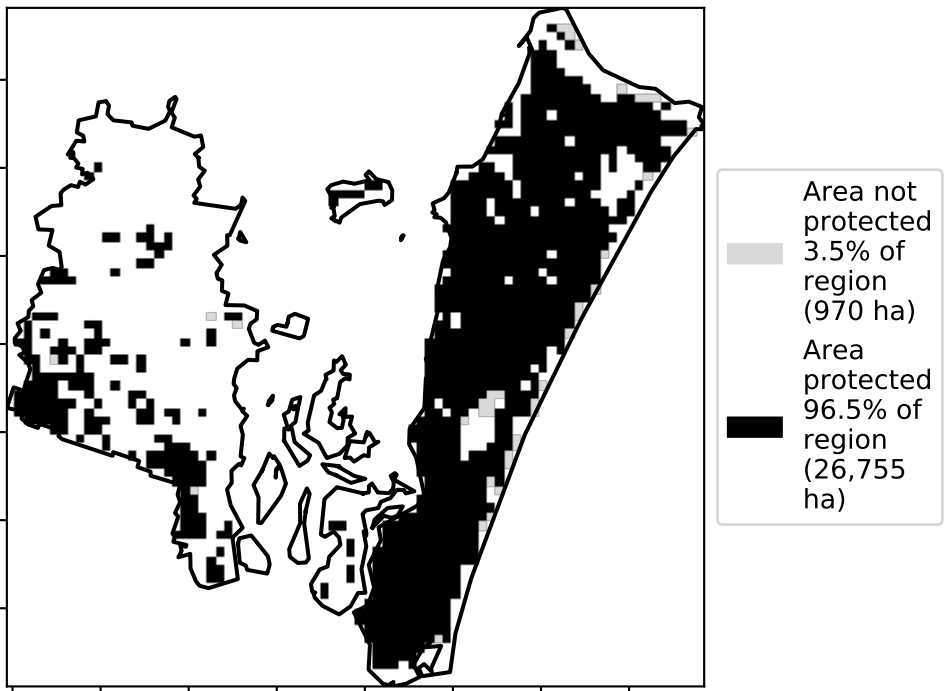 Area not
protected
3.5% of
region
(970 ha)
Area
protected
96.5% of
region
(26,755
ha)